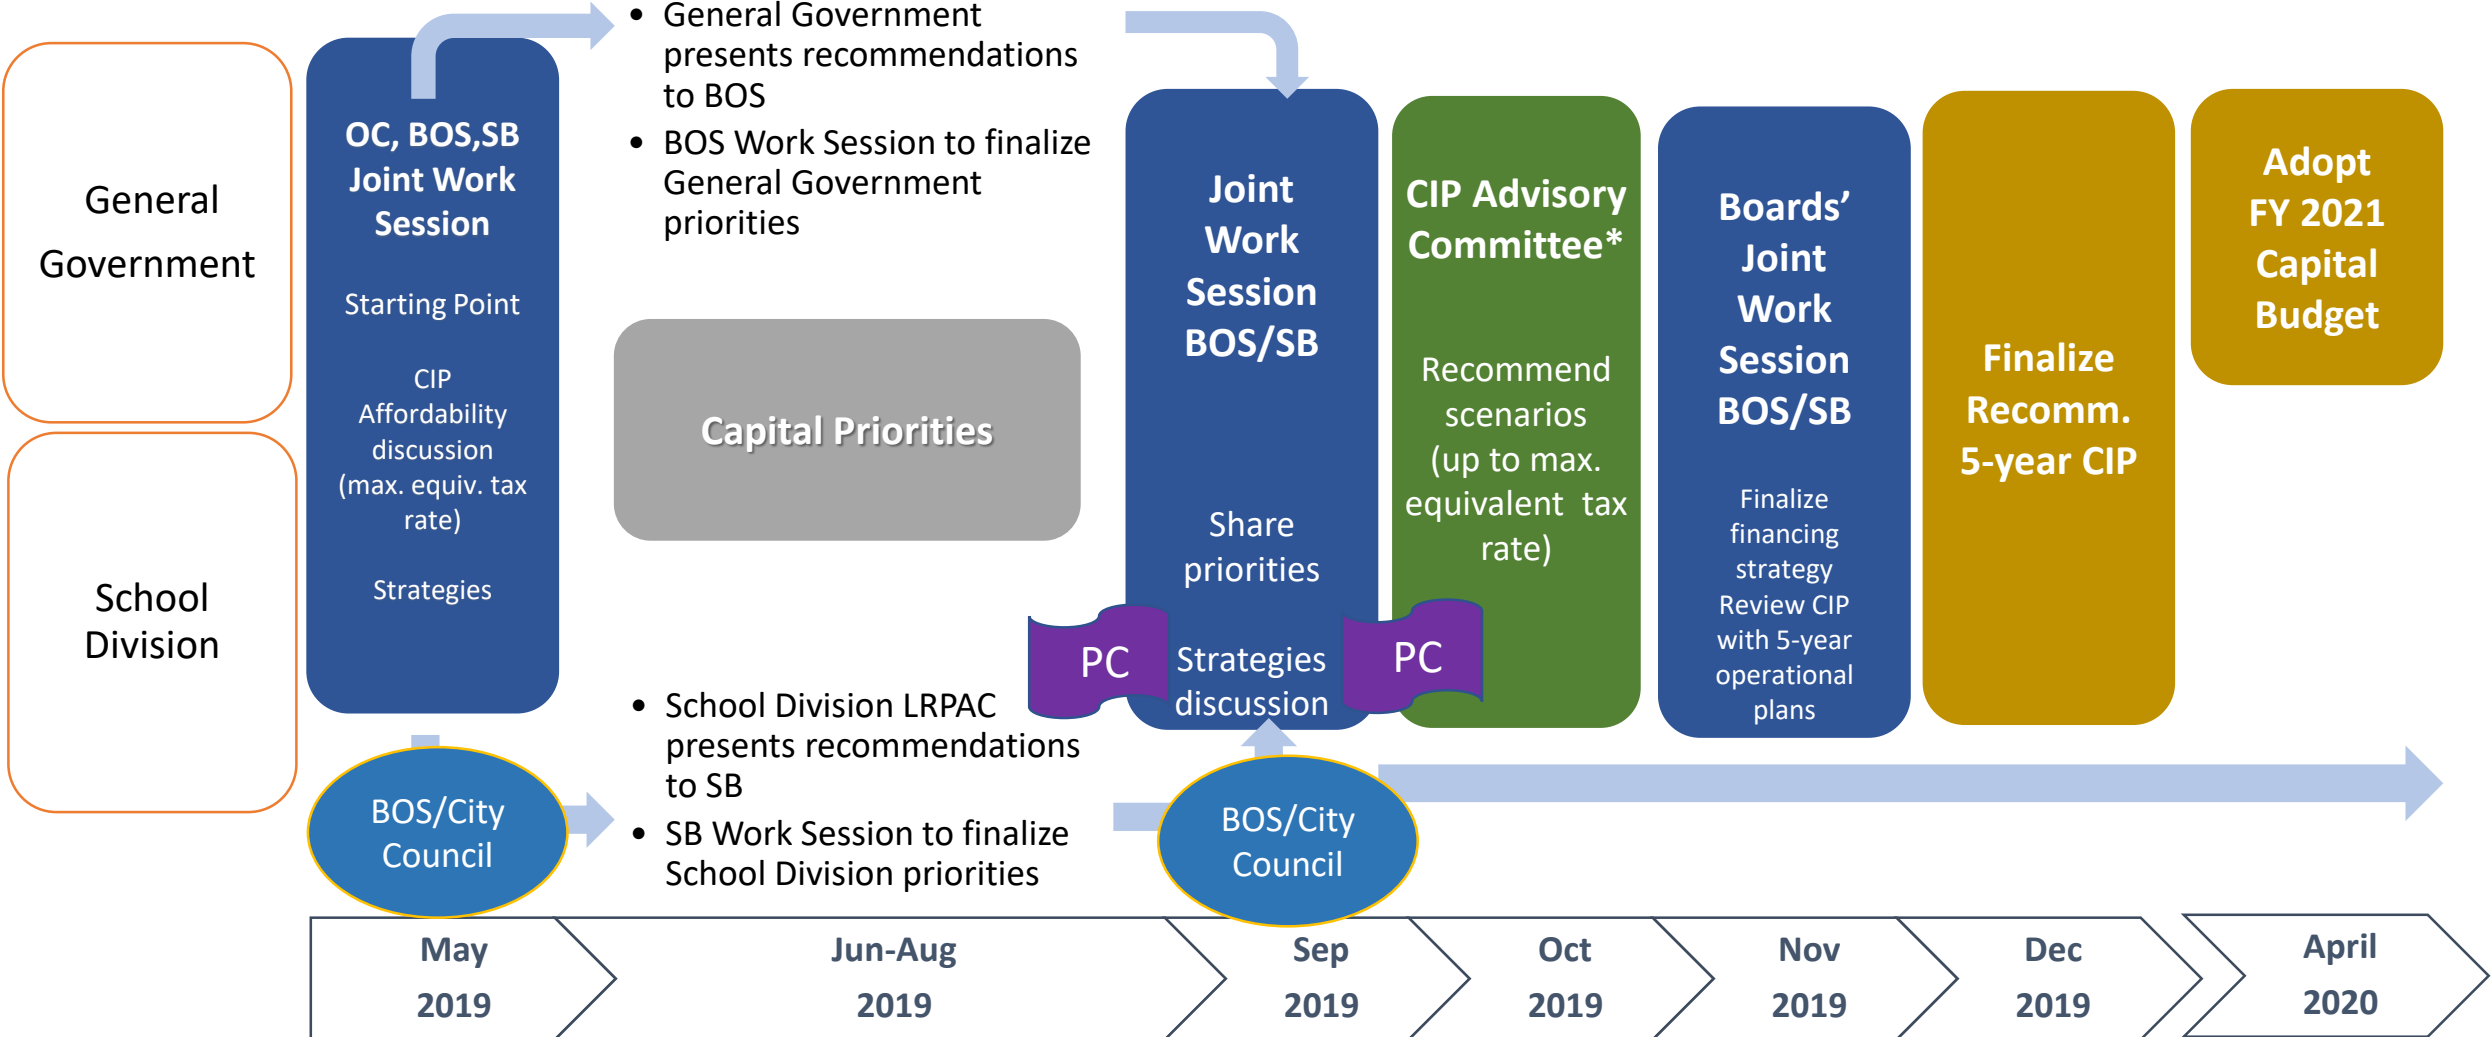 General
Government
School
Division
OC, BOS,SB
Joint Work
Session
Starting Point
CIP
Affordability
discussion
(max. equiv. tax
rate)
Strategies
BOS/City
Council
• General Government
presents recommendations
to BOS
• BOS Work Session to finalize
General Government
priorities
Capital Priorities
• School Division LRPAC
presents recommendations
to SB
• SB Work Session to finalize
School Division priorities
Joint
Work
Session
BOS/SB
Share
priorities
Strategies
discussion
PC
PC
BOS/City
Council
CIP Advisory
Committee*
Recommend
scenarios
(up to max.
equivalent tax
rate)
Boards’
Joint
Work
Session
BOS/SB
Finalize
financing
strategy
Review CIP
with 5-year
operational
plans
Finalize
Recomm.
5-year CIP
Adopt
FY 2021
Capital
Budget
May
2019
Jun-Aug
2019
Sep
2019
Oct
2019
Nov
2019
Dec
2019
April
2020